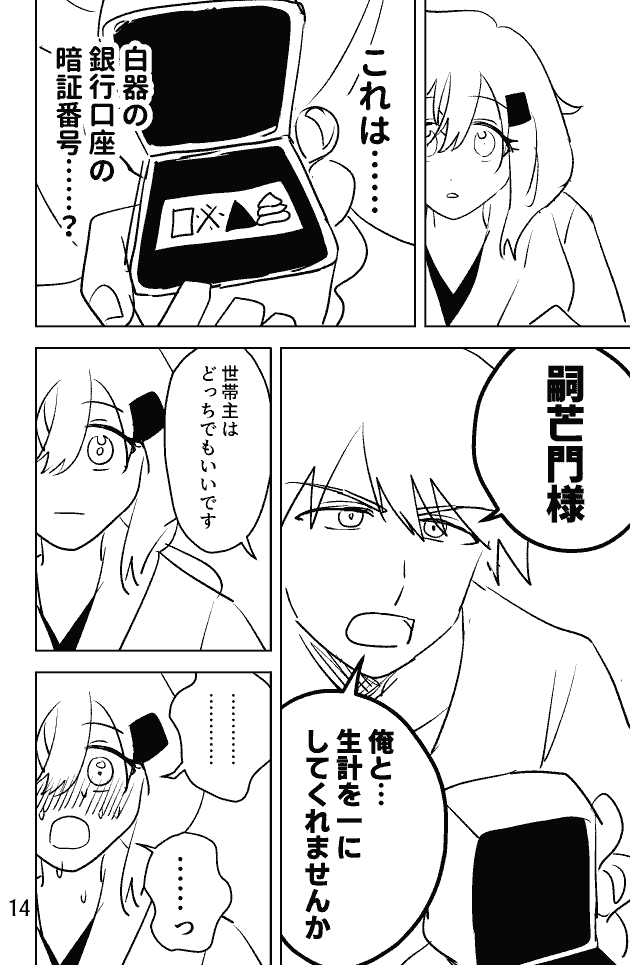 これは……
白器の
銀行口座の
暗証番号……？
嗣芒門様
俺と…
生計を一に
してくれませんか
世帯主は
どっちでもいいです
…………
…………
……っ
14